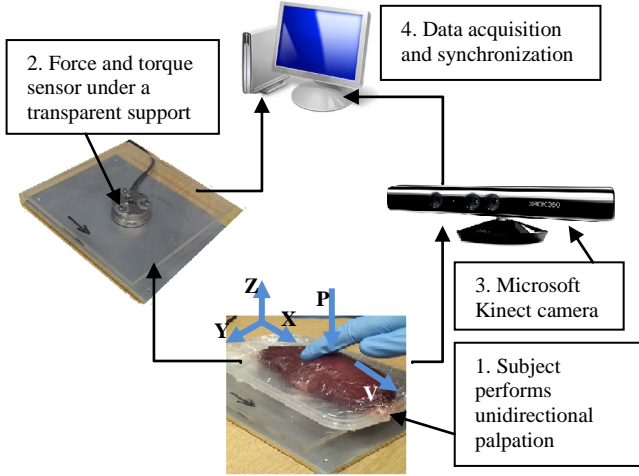 4. Data acquisition
and synchronization
2. Force and torque
sensor under a
transparent support
XBOX360
3. Microsoft
Kinect camera
Z
P
Y
X
V
1. Subject
performs
unidirectional
palpation